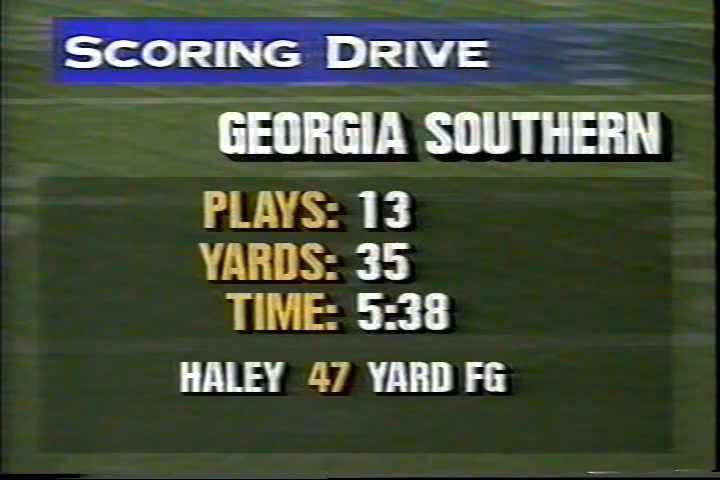 SCORING DRIVE
GEORGIA SOUTHERN
PLAYS: 13
YARDS: 35
TIME: 5:38
HALEY 47 YARD FG